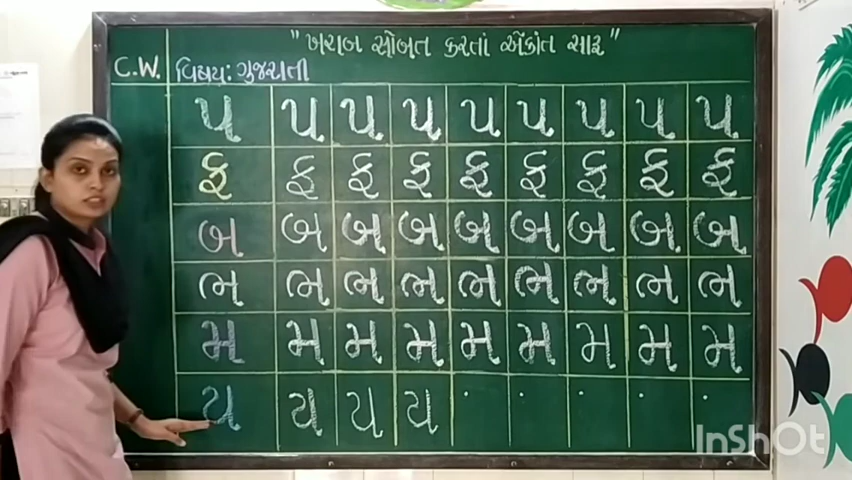 "ખરાબ સોબત કરતાં એકાંત સારૂ"
C.W. વિષય: ગુજરાતી
પ પ પ પ પ પ પ પ પ
ફ ફ ફ ફ ફ ફ ફ ફ ફ
બ બ બ બ બ બ બ બ બ
ભ ભ ભ ભ ભ ભ ભ ભ ભ
મ મ મ મ મ મ મ મ મ
ય ય ય ય . . . . .
InShOt